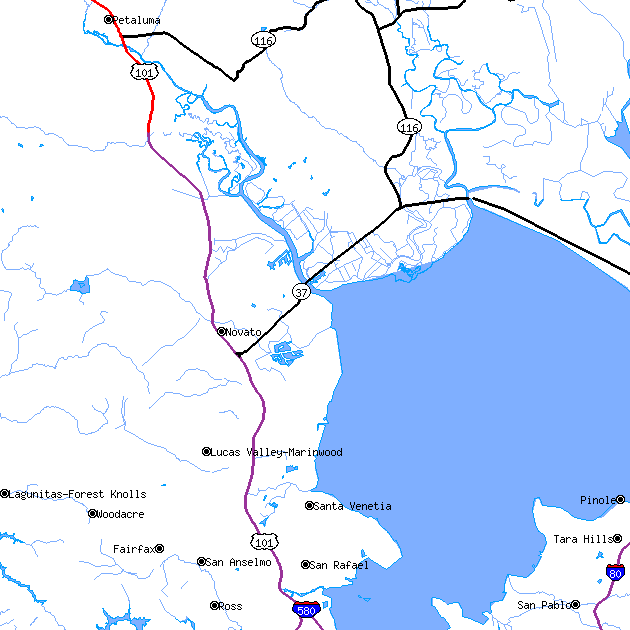 Petaluma
116
101
116
37
Novato
Lucas Valley-Marinwood
Lagunitas-Forest Knolls
Pinole
Santa Venetia
Woodacre
Tara Hills
101
Fairfax
San Anselmo
San Rafael
80
San Pablo
Ross
580